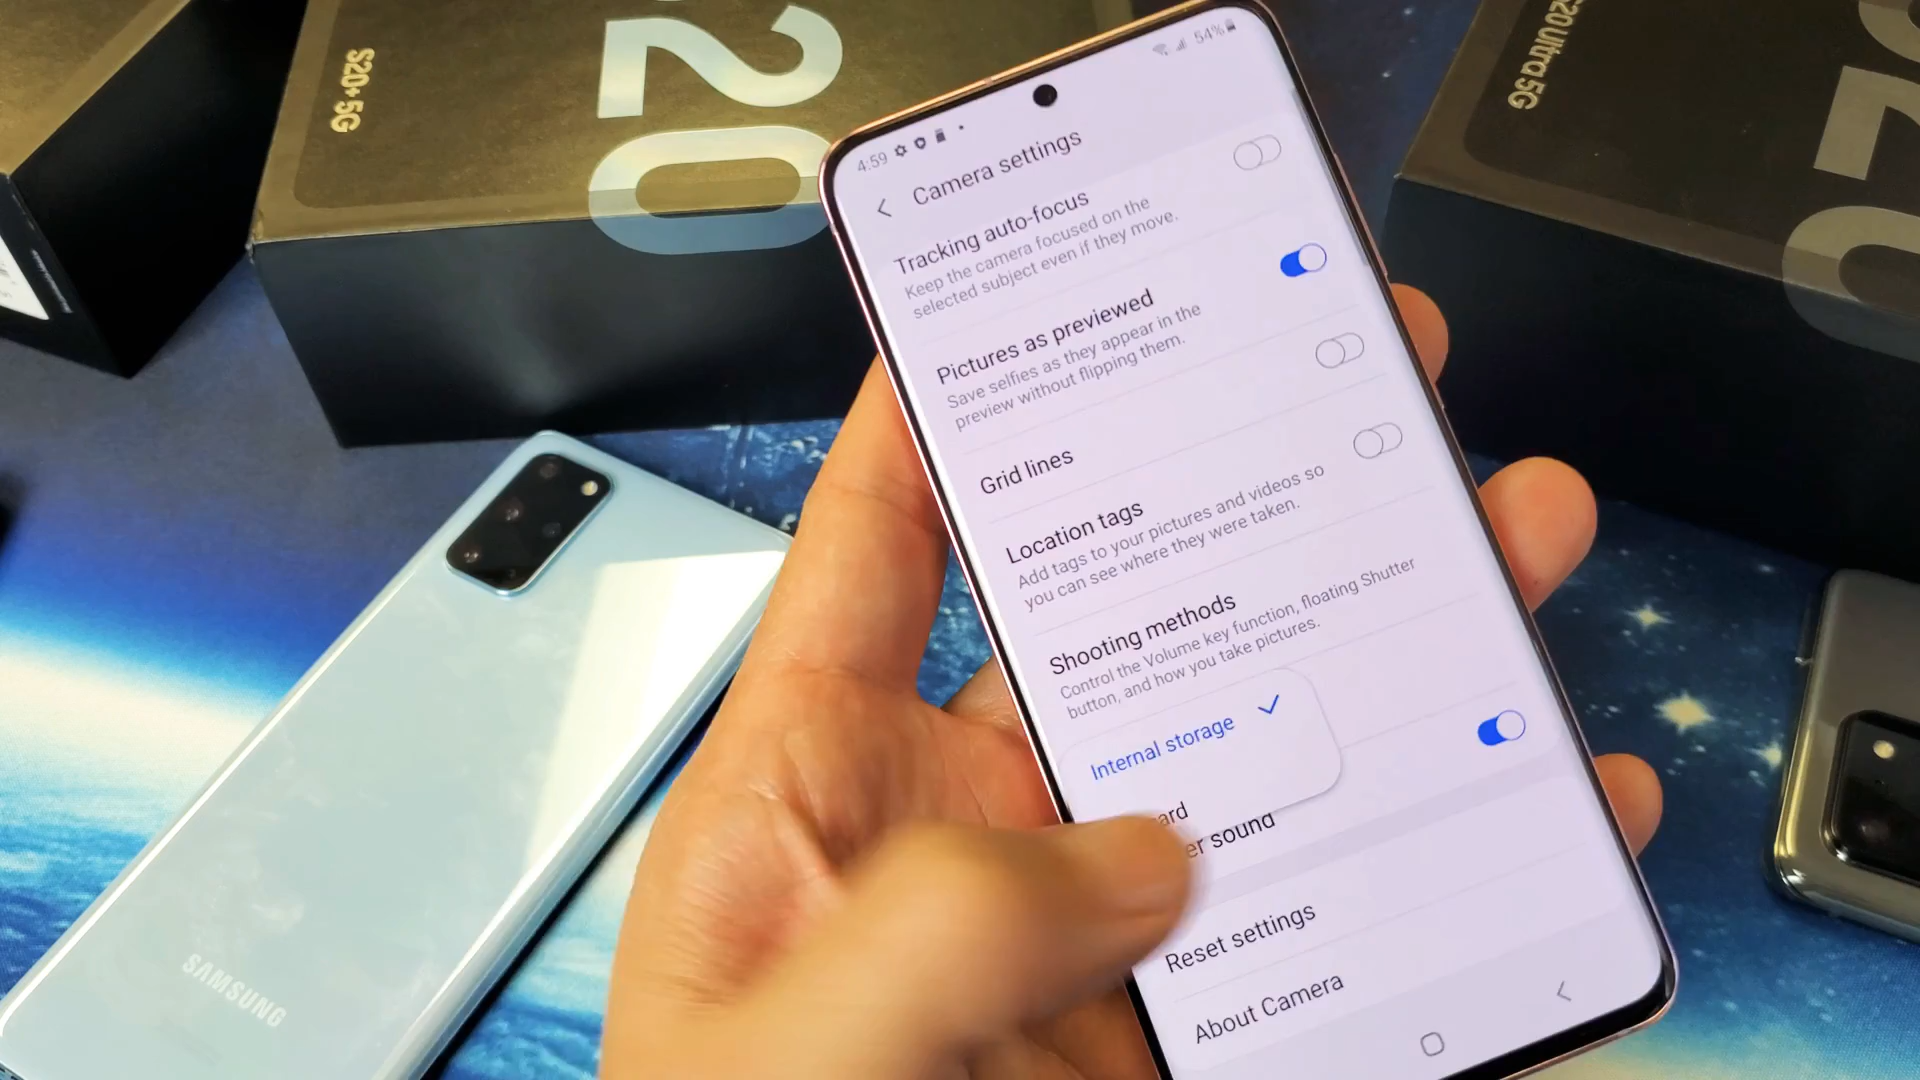 S20+ 5G
20
S20 Ultra 5G
20
4:59
54%
Camera settings
Tracking auto-focus
Keep the camera focused on the
selected subject even if they move.
Pictures as previewed
Save selfies as they appear in the
preview without flipping them.
Grid lines
Location tags
Add tags to your pictures and videos so
you can see where they were taken.
Shooting methods
Control the Volume key function, floating Shutter
button, and how you take pictures.
Internal storage
ard
er sound
Reset settings
About Camera
SAMSUNG